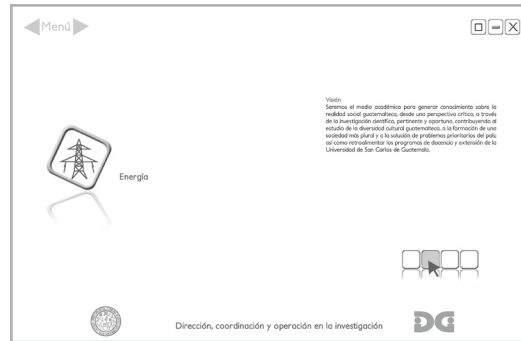 Menú
Visión
Seremos el medio académico para generar conocimiento sobre la
realidad social guatemalteca, desde una perspectiva crítica, a través
de la investigación científica, pertinente y oportuna, contribuyendo al
estudio de la diversidad cultural guatemalteca, a la formación de una
sociedad más plural y a la solución de problemas prioritarios del país;
así como retroalimentar los programas de docencia y extensión de la
Universidad de San Carlos de Guatemala.
Energía
Dirección, coordinación y operación en la investigación